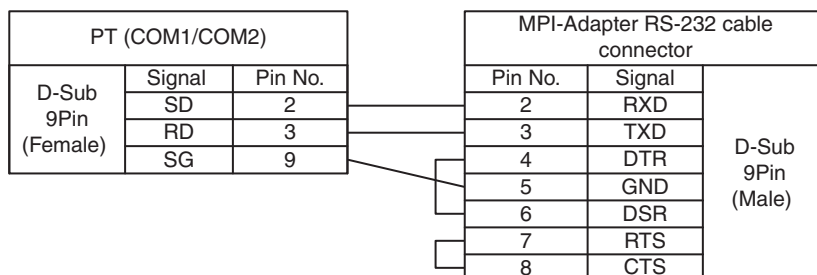 PT (COM1/COM2)
D-Sub
9Pin
(Female)
Signal Pin No.
SD 2
RD 3
SG 9
MPI-Adapter RS-232 cable
connector
Pin No. Signal
2 RXD
3 TXD
4 DTR
5 GND
6 DSR
7 RTS
8 CTS
D-Sub
9Pin
(Male)